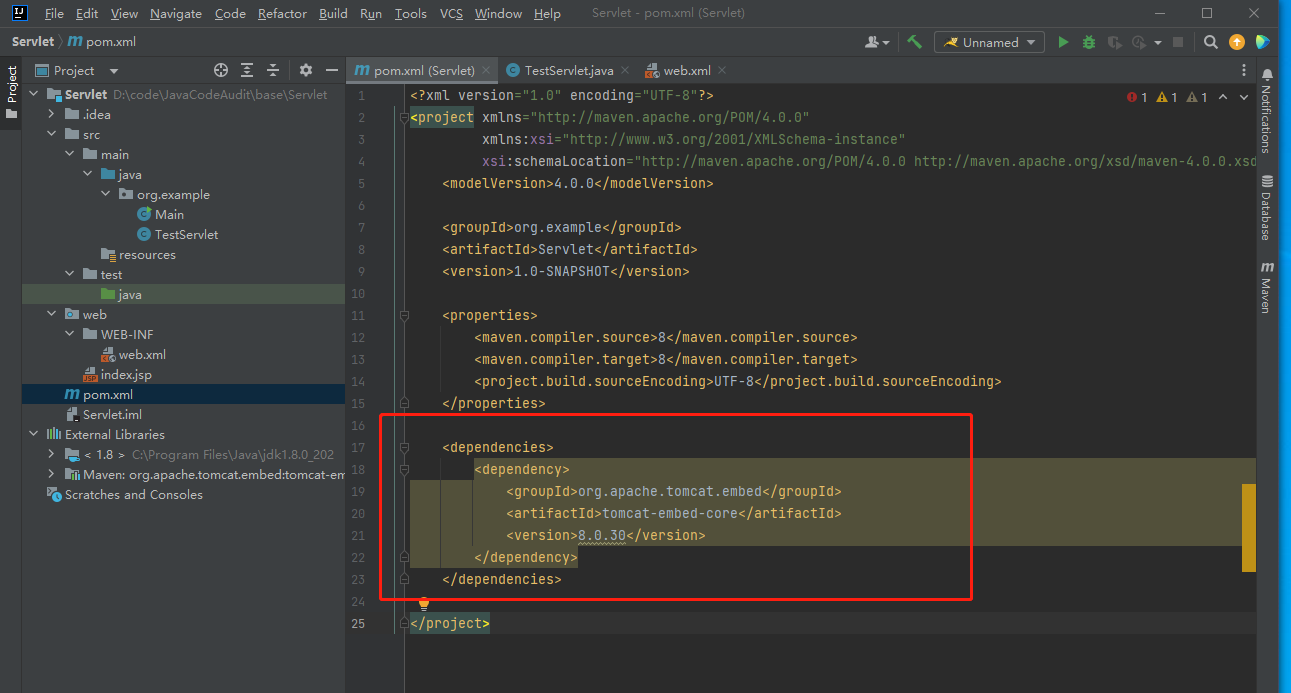 File Edit View Navigate Code Refactor Build Run Tools VCS Window Help Servlet - pom.xml (Servlet)
Servlet m pom.xml Unnamed
Project
Project
m pom.xml (Servlet) TestServlet.java web.xml
Servlet D:\code\JavaCodeAudit\base\Servlet
.idea
src
main
java
org.example
Main
TestServlet
resources
test
java
web
WEB-INF
web.xml
index.jsp
m pom.xml
Servlet.iml
External Libraries
< 1.8 > C:\Program Files\Java\jdk1.8.0_202
Maven: org.apache.tomcat.embed:tomcat-em
Scratches and Consoles
1 <?xml version="1.0" encoding="UTF-8"?>
1 1 1
2 <project xmlns="http://maven.apache.org/POM/4.0.0"
3 xmlns:xsi="http://www.w3.org/2001/XMLSchema-instance"
4 xsi:schemaLocation="http://maven.apache.org/POM/4.0.0 http://maven.apache.org/xsd/maven-4.0.0.xsd
5 <modelVersion>4.0.0</modelVersion>
6
7 <groupId>org.example</groupId>
8 <artifactId>Servlet</artifactId>
9 <version>1.0-SNAPSHOT</version>
10
11 <properties>
12 <maven.compiler.source>8</maven.compiler.source>
13 <maven.compiler.target>8</maven.compiler.target>
14 <project.build.sourceEncoding>UTF-8</project.build.sourceEncoding>
15 </properties>
16
17 <dependencies>
18 <dependency>
19 <groupId>org.apache.tomcat.embed</groupId>
20 <artifactId>tomcat-embed-core</artifactId>
21 <version>8.0.30</version>
22 </dependency>
23 </dependencies>
24
25 </project>
Notifications
Database
m Maven